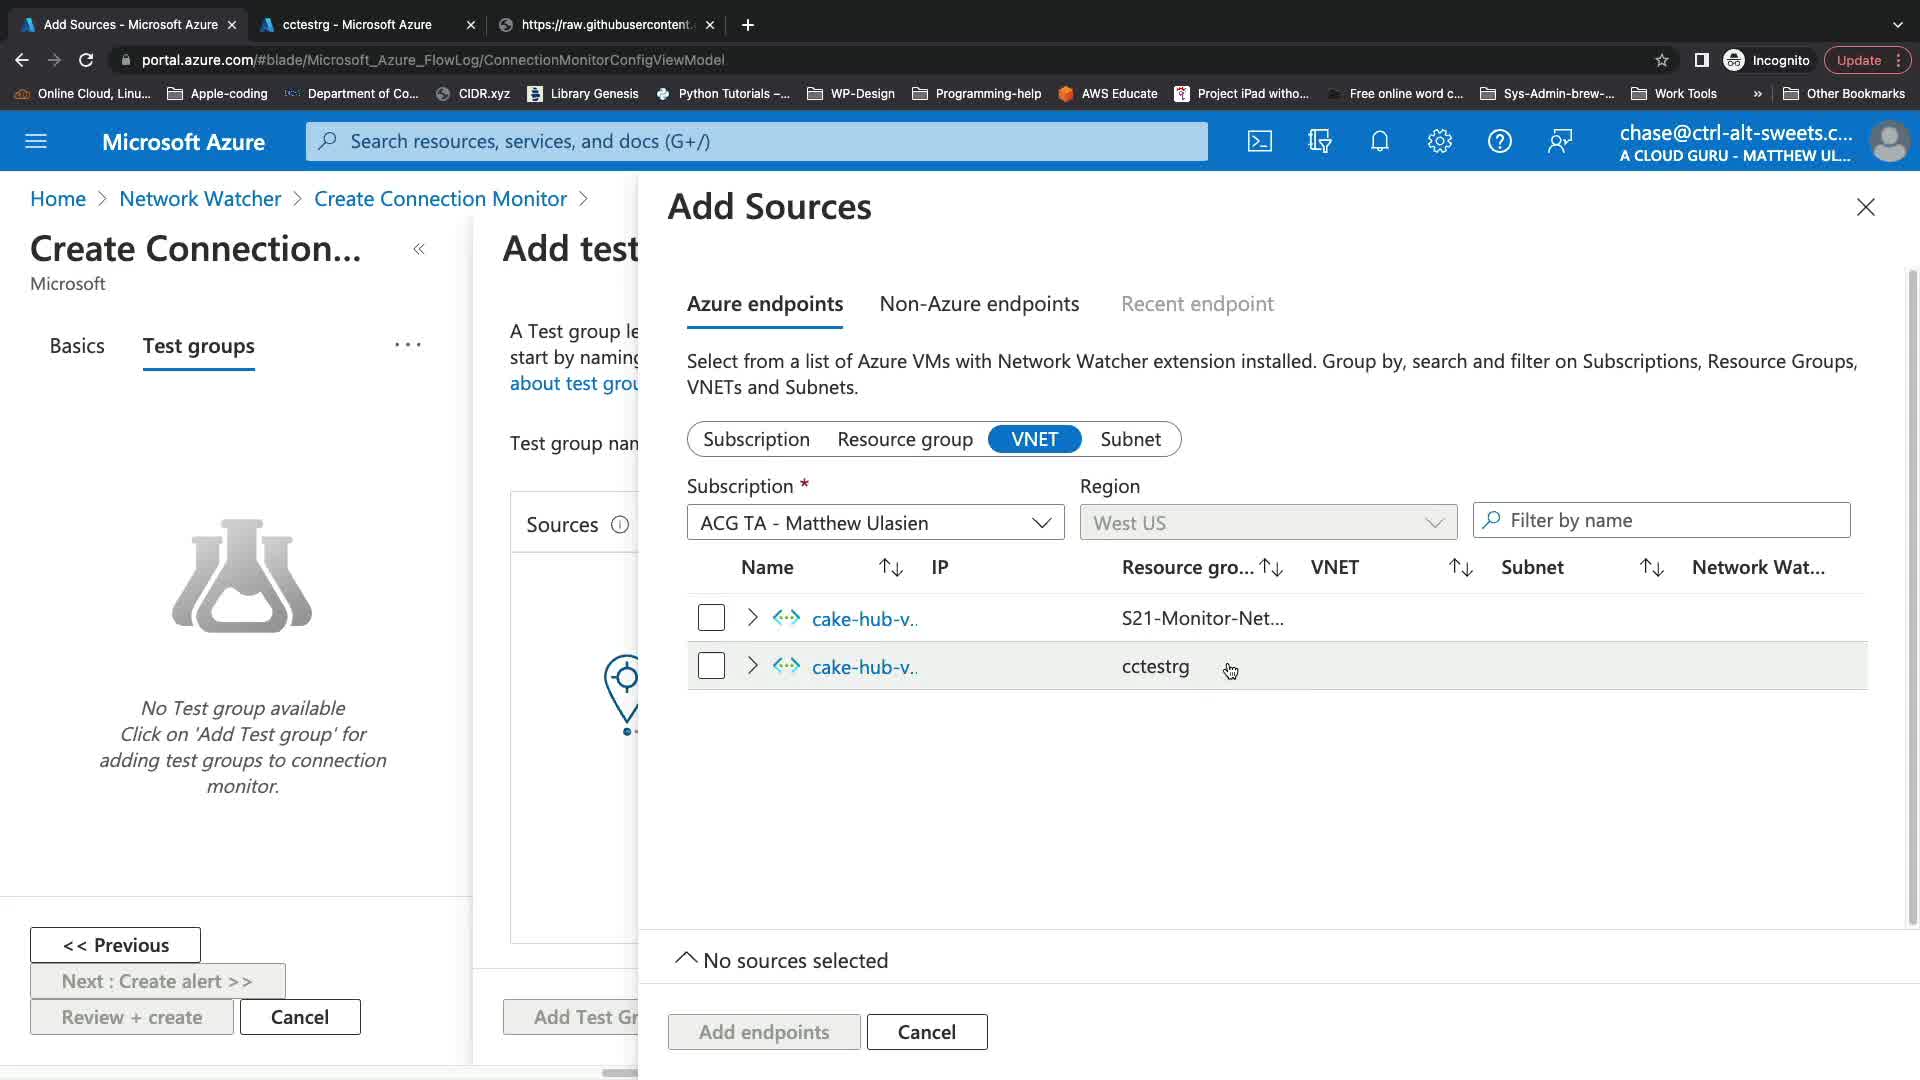 Add Sources - Microsoft Azure
cctestrg - Microsoft Azure
https://raw.githubusercontent.
portal.azure.com/#blade/Microsoft_Azure_FlowLog/ConnectionMonitorConfigViewModel
Incognito
Update
Online Cloud, Linu...
Apple-coding
Department of Co...
CIDR.xyz
Library Genesis
Python Tutorials –...
WP-Design
Programming-help
AWS Educate
Project iPad witho...
Free online word c...
Sys-Admin-brew-...
Work Tools
»
Other Bookmarks
Microsoft Azure
Search resources, services, and docs (G+/)
chase@ctrl-alt-sweets.c...
A CLOUD GURU - MATTHEW UL...
Home > Network Watcher > Create Connection Monitor >
Create Connection...
«
Microsoft
Basics
Test groups
...
No Test group available
Click on 'Add Test group' for
adding test groups to connection
monitor.
<< Previous
Next : Create alert >>
Review + create
Cancel
Add test
A Test group le
start by naming
about test grou
Test group nam
Sources
Add Test Gr
Add Sources
Azure endpoints
Non-Azure endpoints
Recent endpoint
Select from a list of Azure VMs with Network Watcher extension installed. Group by, search and filter on Subscriptions, Resource Groups,
VNETs and Subnets.
Subscription
Resource group
VNET
Subnet
Subscription *
Region
ACG TA - Matthew Ulasien
West US
Filter by name
Name
IP
Resource gro...
VNET
Subnet
Network Wat...
cake-hub-v..
S21-Monitor-Net...
cake-hub-v..
cctestrg
No sources selected
Add endpoints
Cancel